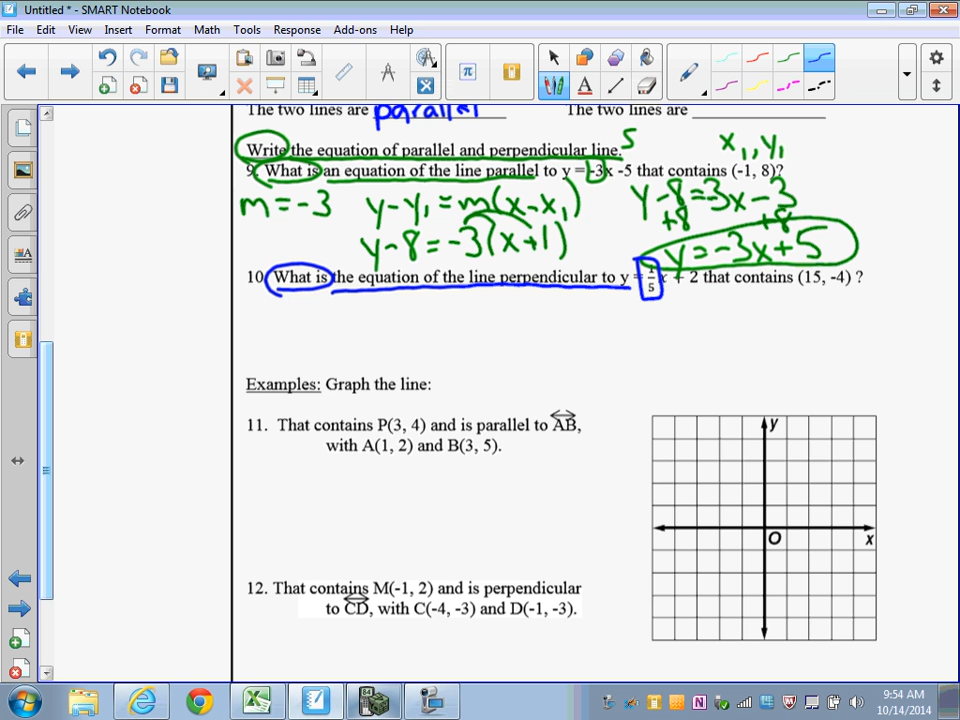 Untitled * - SMART Notebook
File Edit View Insert Format Math Tools Response Add-ons Help
The two lines are parallel The two lines are
Write the equation of parallel and perpendicular line.s x₁, y₁
9. What is an equation of the line parallel to y = -3x -5 that contains (-1, 8)?
m = -3 y - y₁ = m(x - x₁) y - 8 = -3x - 3
+8 +8
y - 8 = -3(x + 1) y = -3x + 5
10. What is the equation of the line perpendicular to y = 1/5 x + 2 that contains (15, -4) ?
Examples: Graph the line:
11. That contains P(3, 4) and is parallel to AB,
with A(1, 2) and B(3, 5).
y
O x
12. That contains M(-1, 2) and is perpendicular
to CD, with C(-4, -3) and D(-1, -3).
9:54 AM
10/14/2014